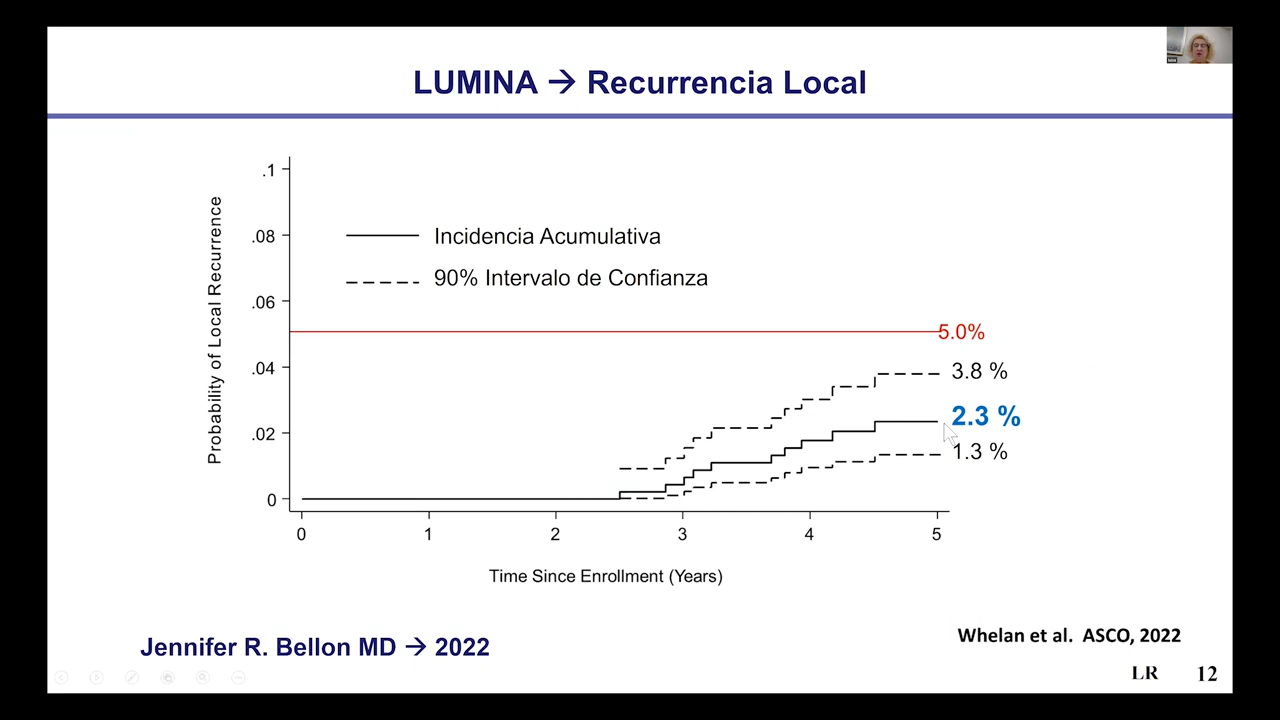 LUMINA → Recurrencia Local
.1
.08
.06
.04
.02
0
Probability of Local Recurrence
Incidencia Acumulativa
90% Intervalo de Confianza
5.0%
3.8 %
2.3 %
1.3 %
0 1 2 3 4 5
Time Since Enrollment (Years)
Whelan et al. ASCO, 2022
Jennifer R. Bellon MD → 2022
LR 12